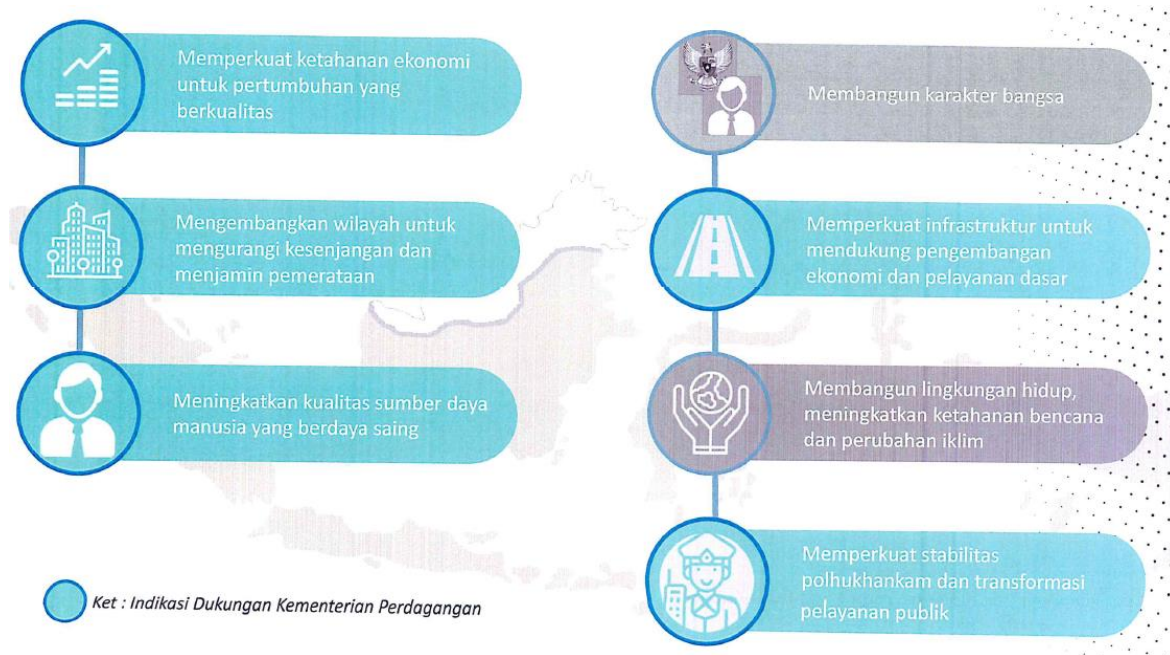 Memperkuat ketahanan ekonomi
untuk pertumbuhan yang
berkualitas
Mengembangkan wilayah untuk
mengurangi kesenjangan dan
menjamin pemerataan
Meningkatkan kualitas sumber daya
manusia yang berdaya saing
Ket : Indikasi Dukungan Kementerian Perdagangan
Membangun karakter bangsa
Memperkuat infrastruktur untuk
mendukung pengembangan
ekonomi dan pelayanan dasar
Membangun lingkungan hidup,
meningkatkan ketahanan bencana
dan perubahan iklim
Memperkuat stabilitas
polhukhankam dan transformasi
pelayanan publik